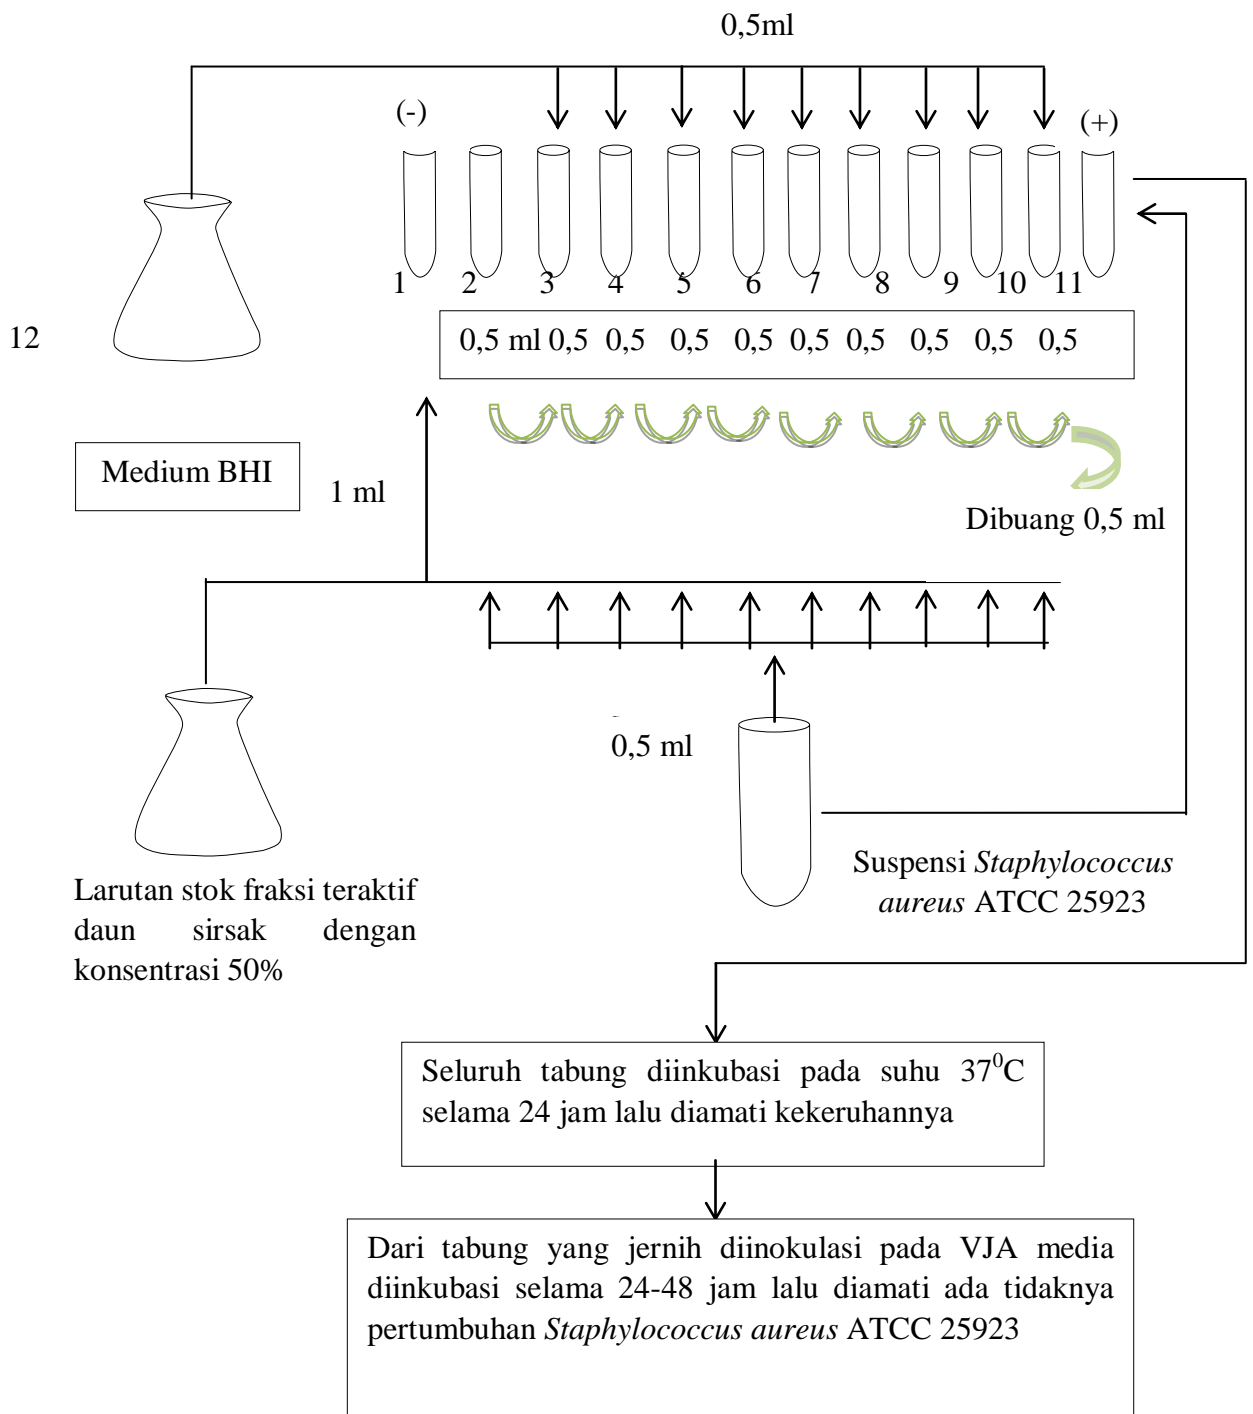 0,5ml
(-)
(+)
1 2 3 4 5 6 7 8 9 10 11
12
0,5 ml 0,5 0,5 0,5 0,5 0,5 0,5 0,5 0,5 0,5
Medium BHI
1 ml
Dibuang 0,5 ml
0,5 ml
Suspensi Staphylococcus
aureus ATCC 25923
Larutan stok fraksi teraktif
daun sirsak dengan
konsentrasi 50%
Seluruh tabung diinkubasi pada suhu 37⁰C
selama 24 jam lalu diamati kekeruhannya
Dari tabung yang jernih diinokulasi pada VJA media
diinkubasi selama 24-48 jam lalu diamati ada tidaknya
pertumbuhan Staphylococcus aureus ATCC 25923